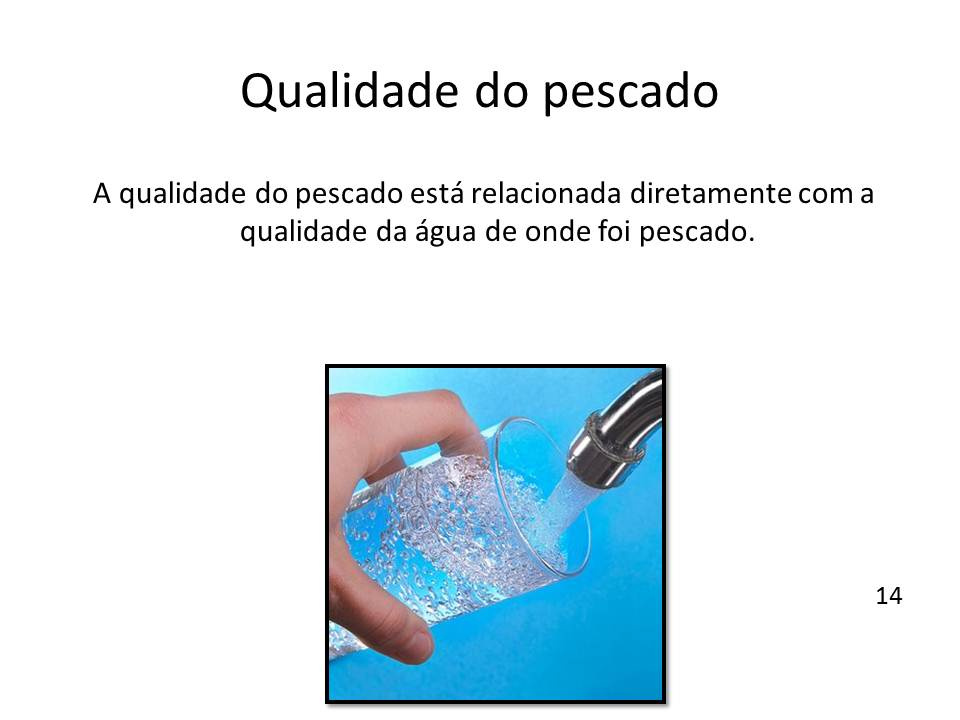 Qualidade do pescado
A qualidade do pescado está relacionada diretamente com a
qualidade da água de onde foi pescado.
14